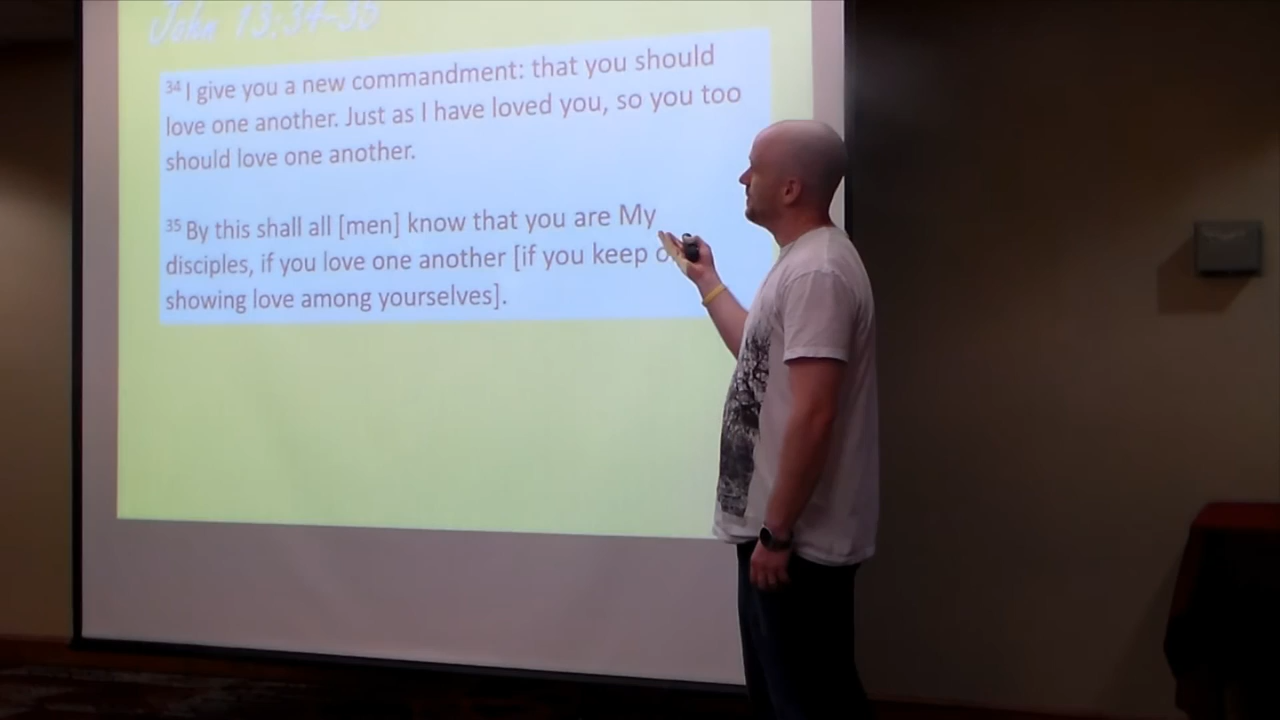 John 13:34-35
34 I give you a new commandment: that you should
love one another. Just as I have loved you, so you too
should love one another.
35 By this shall all [men] know that you are My
disciples, if you love one another [if you keep
showing love among yourselves].